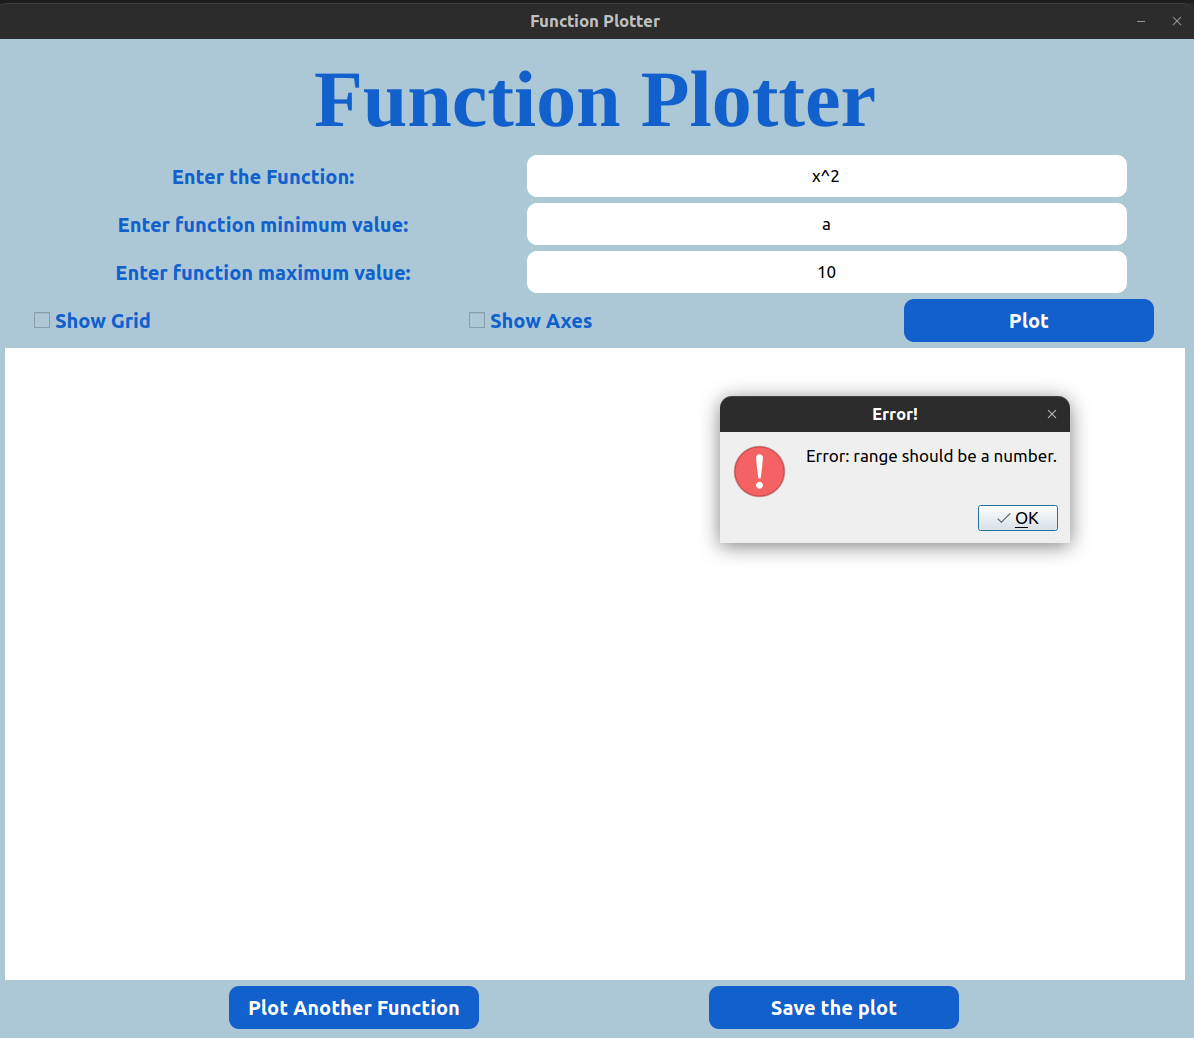 Function Plotter
Function Plotter
Enter the Function:
x^2
Enter function minimum value:
a
Enter function maximum value:
10
Show Grid
Show Axes
Plot
Error!
Error: range should be a number.
OK
Plot Another Function
Save the plot